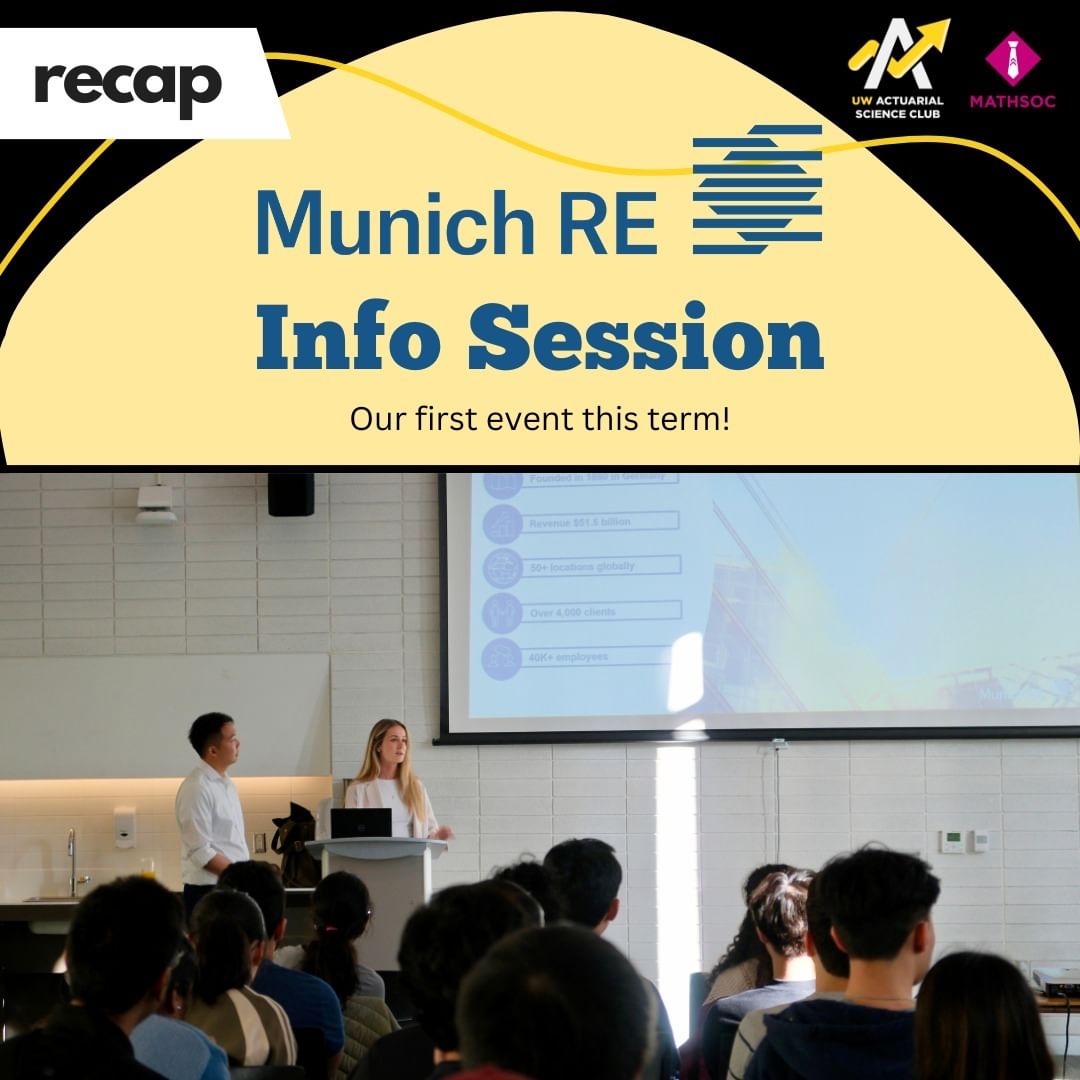 recap
UW ACTUARIAL
SCIENCE CLUB
MATHSOC
Munich RE
Info Session
Our first event this term!
Founded in 1880 in Germany
Revenue $51.5 billion
50+ locations globally
Over 4,000 clients
40K+ employees